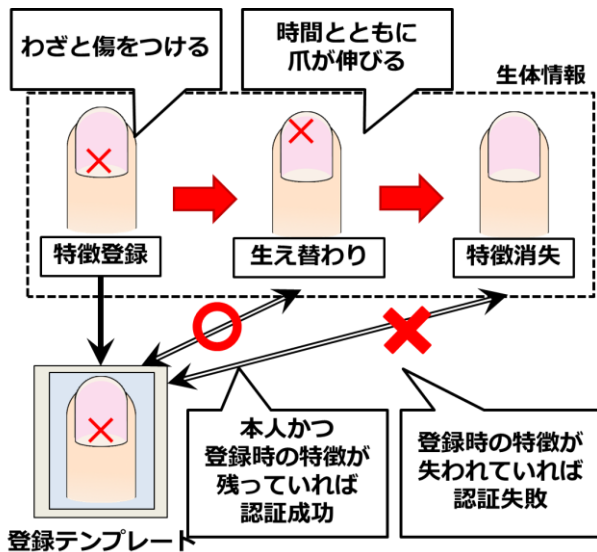 わざと傷をつける
時間とともに
爪が伸びる
生体情報
特徴登録
生え替わり
特徴消失
本人かつ
登録時の特徴が
残っていれば
認証成功
登録時の特徴が
失われていれば
認証失敗
登録テンプレート